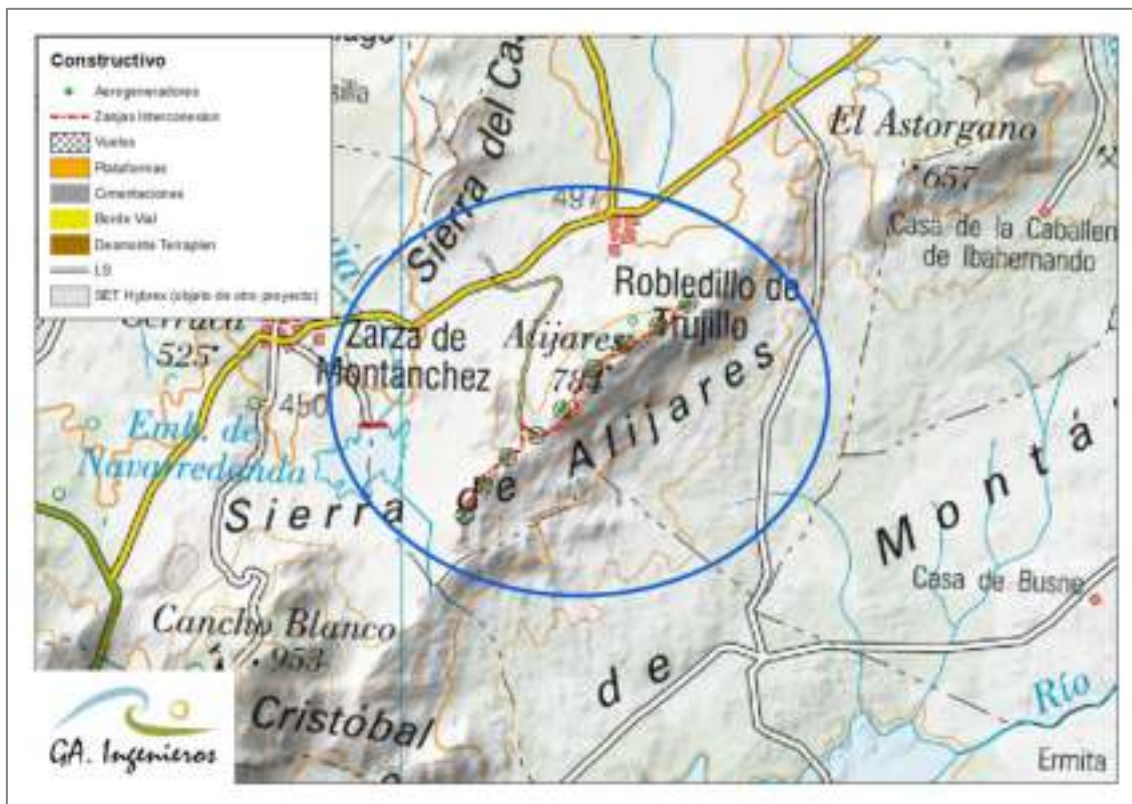 Constructivo
Aerogeneradores
Zanjas Interconexión
Vuelos
Plataformas
Cimentaciones
Borde Vial
Desmonte Terraplen
LS
SET Hybrex (objeto de otro proyecto)
Sierra del Ca
El Astorgano
657
497
Casa de la Caballen
de Ibahernando
Robledillo de
Trujillo
Alijares
784
Zarza de
Montánchez
525
450
Emb. de
Navarredonda
Sierra
de
Alijares
Montá
Casa de Busne
Cancho Blanco
953
de
Río
Cristóbal
GA. Ingenieros
Ermita